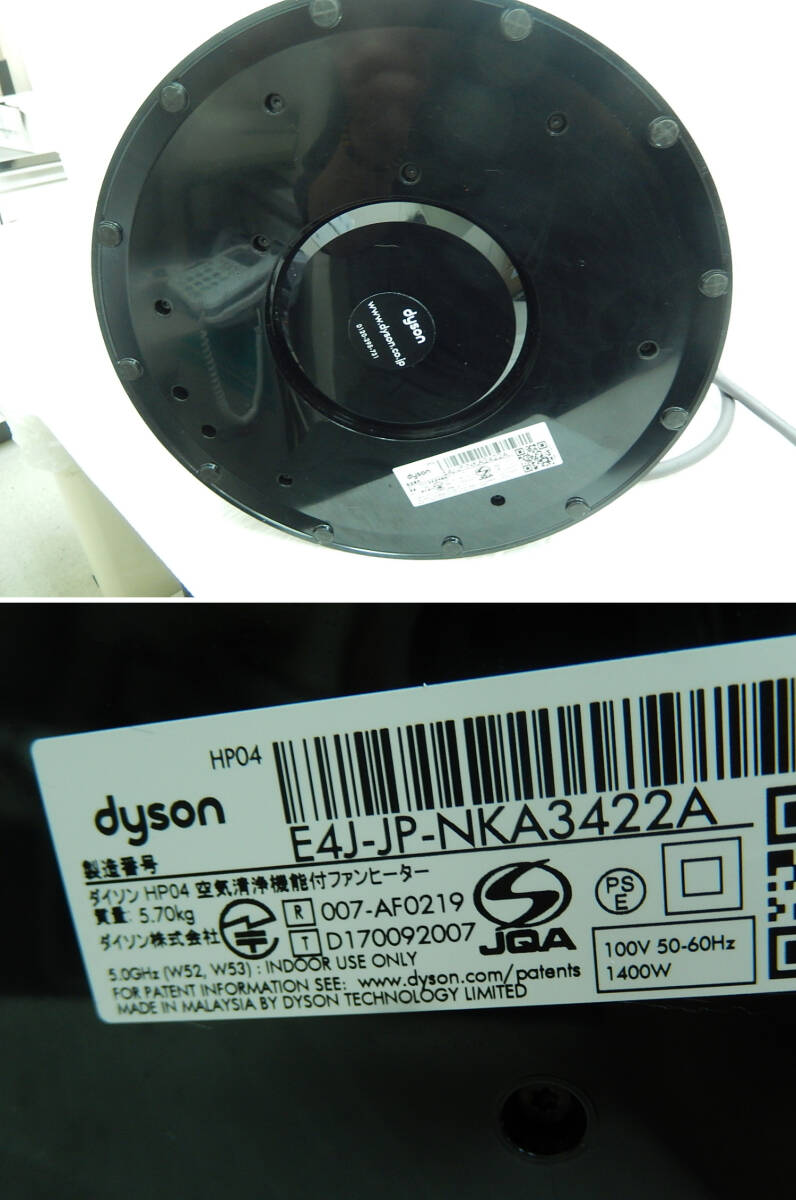 dyson
www.dyson.co.jp
0120-295-731
dyson
HP04
dyson
E4J-JP-NKA3422A
製造番号
ダイソン HP04 空気清浄機能付ファンヒーター
質量: 5.70kg
ダイソン株式会社
R 007-AF0219
T D170092007
JQA
PS
E
100V 50-60Hz
1400W
5.0GHz (W52, W53) : INDOOR USE ONLY
FOR PATENT INFORMATION SEE: www.dyson.com/patents
MADE IN MALAYSIA BY DYSON TECHNOLOGY LIMITED